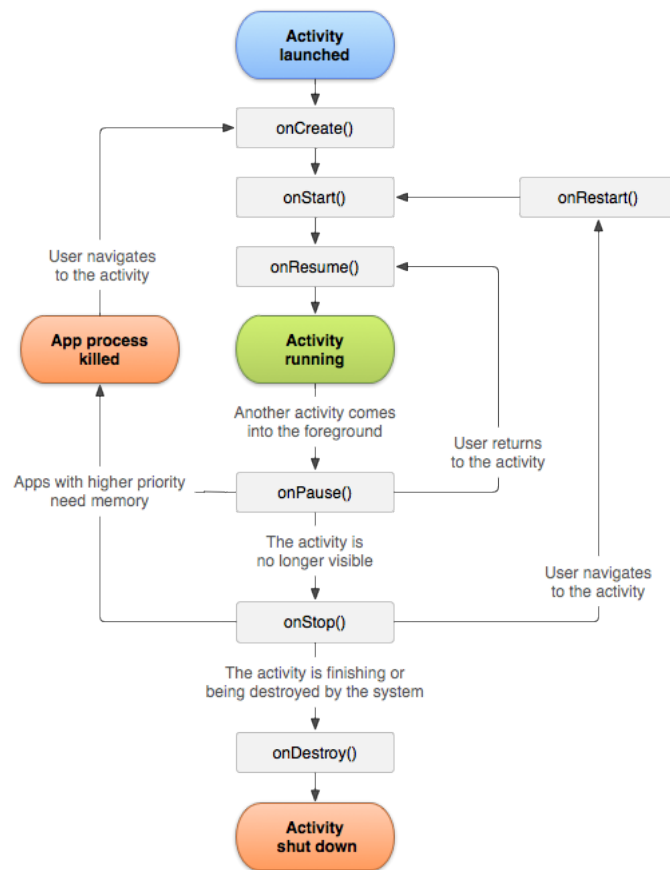 Activity
launched
onCreate()
onStart()
onRestart()
onResume()
User navigates
to the activity
App process
killed
Activity
running
Another activity comes
into the foreground
User returns
to the activity
Apps with higher priority
need memory
onPause()
The activity is
no longer visible
User navigates
to the activity
onStop()
The activity is finishing or
being destroyed by the system
onDestroy()
Activity
shut down